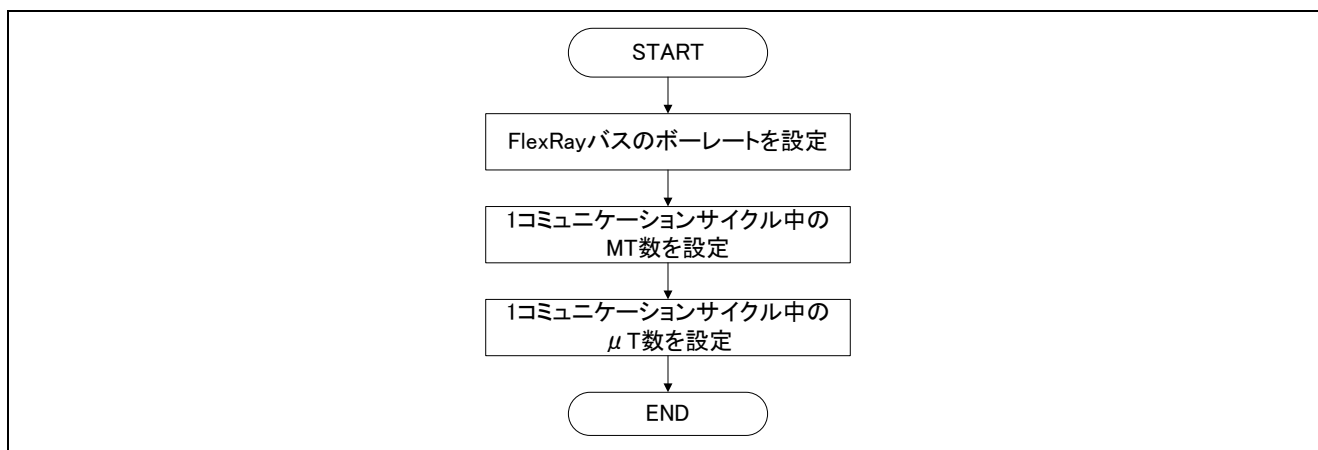 START
FlexRayバスのボーレートを設定
1コミュニケーションサイクル中の
MT数を設定
1コミュニケーションサイクル中の
μT数を設定
END